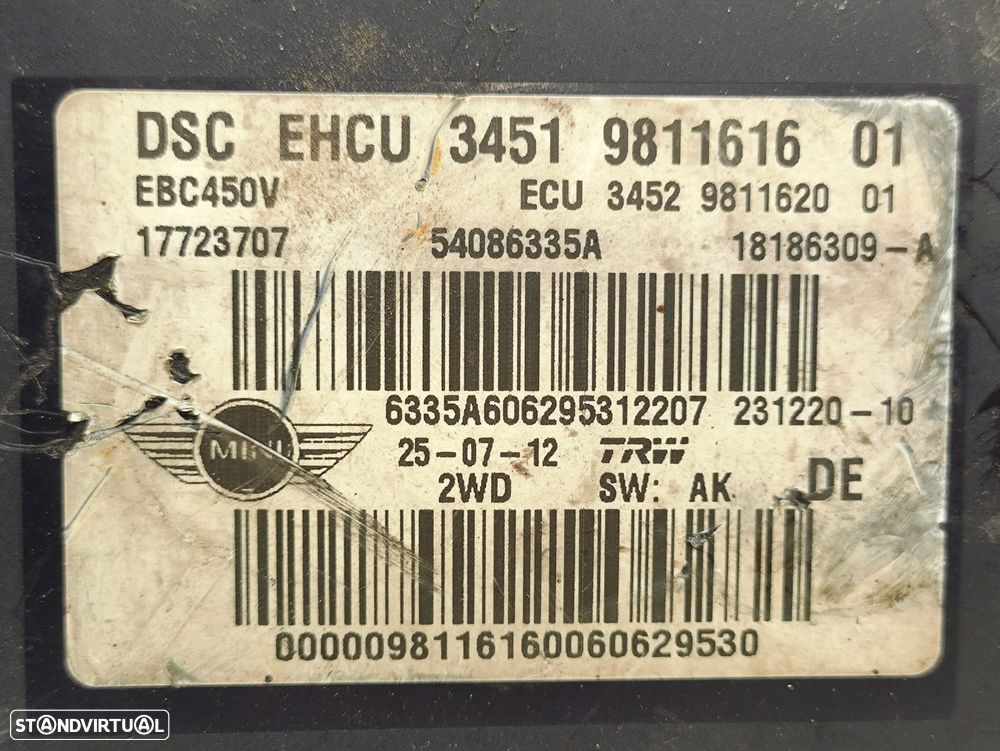 DSC EHCU 3451 9811616 01
EBC450V ECU 3452 9811620 01
17723707 54086335A 18186309-A
6335A606295312207 231220-10
MINI 25-07-12 TRW
2WD SW: AK DE
0000098116160060629530
STANDVIRTUAL